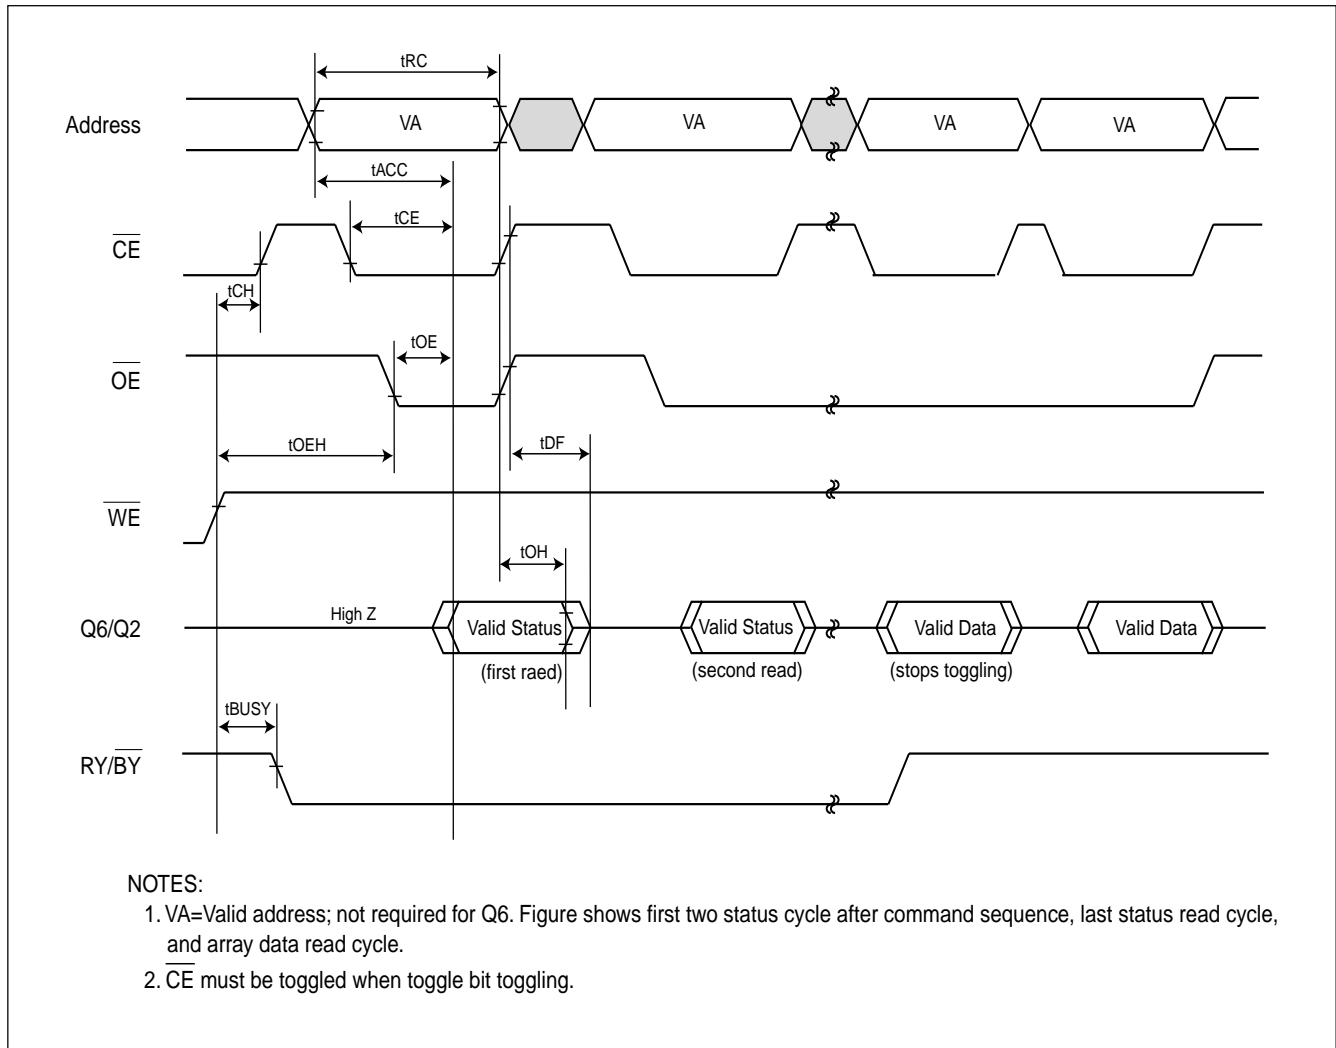 tRC
Address VA VA VA VA
tACC
tCE
CE
tCH
tOE
OE
tOEH tDF
WE
tOH
Q6/Q2 High Z Valid Status Valid Status Valid Data Valid Data
(first raed) (second read) (stops toggling)
tBUSY
RY/BY
NOTES:
1. VA=Valid address; not required for Q6. Figure shows first two status cycle after command sequence, last status read cycle,
and array data read cycle.
2. CE must be toggled when toggle bit toggling.